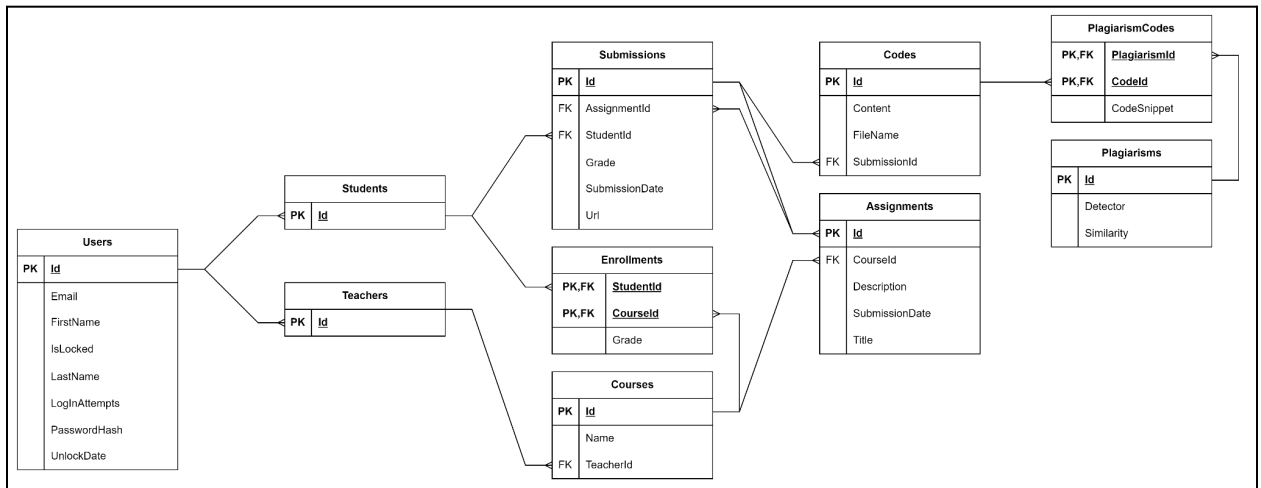 Users
PK Id
Email
FirstName
IsLocked
LastName
LogInAttempts
PasswordHash
UnlockDate
Students
PK Id
Teachers
PK Id
Submissions
PK Id
FK AssignmentId
FK StudentId
Grade
SubmissionDate
Url
Enrollments
PK,FK StudentId
PK,FK CourseId
Grade
Courses
PK Id
Name
FK TeacherId
Codes
PK Id
Content
FileName
FK SubmissionId
Assignments
PK Id
FK CourseId
Description
SubmissionDate
Title
PlagiarismCodes
PK,FK PlagiarismId
PK,FK CodeId
CodeSnippet
Plagiarisms
PK Id
Detector
Similarity